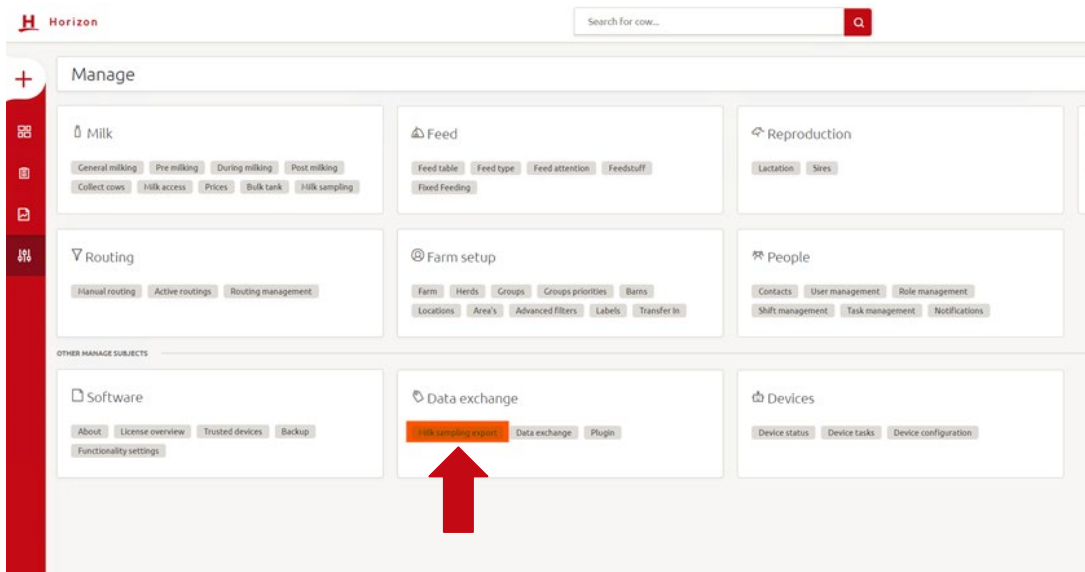 H Horizon
Search for cow...
Manage
Milk
General milking Pre milking During milking Post milking
Collect cows Milk access Prices Bulk tank Milk sampling
Feed
Feed table Feed type Feed attention Feedstuff
Fixed Feeding
Reproduction
Lactation Sires
Routing
Manual routing Active routings Routing management
Farm setup
Farm Herds Groups Groups priorities Barns
Locations Area's Advanced filters Labels Transfer In
People
Contacts User management Role management
Shift management Task management Notifications
OTHER MANAGE SUBJECTS
Software
About License overview Trusted devices Backup
Functionality settings
Data exchange
Milk sampling export Data exchange Plugin
Devices
Device status Device tasks Device configuration